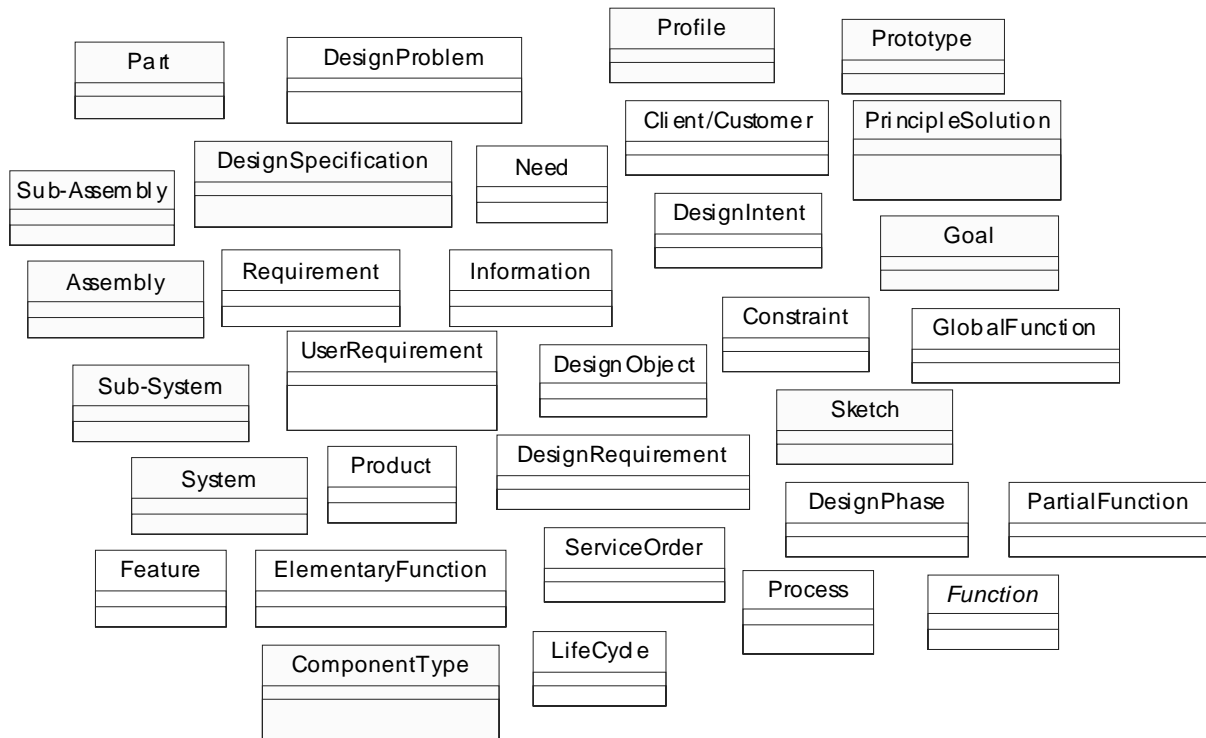 Profile
Prototype
Part
DesignProblem
Client/Customer
PrincipleSolution
DesignSpecification
Need
Sub-Assembly
DesignIntent
Goal
Assembly
Requirement
Information
Constraint
GlobalFunction
UserRequirement
DesignObject
Sub-System
Sketch
Product
DesignRequirement
System
DesignPhase
PartialFunction
Feature
ElementaryFunction
ServiceOrder
Process
Function
ComponentType
LifeCycle